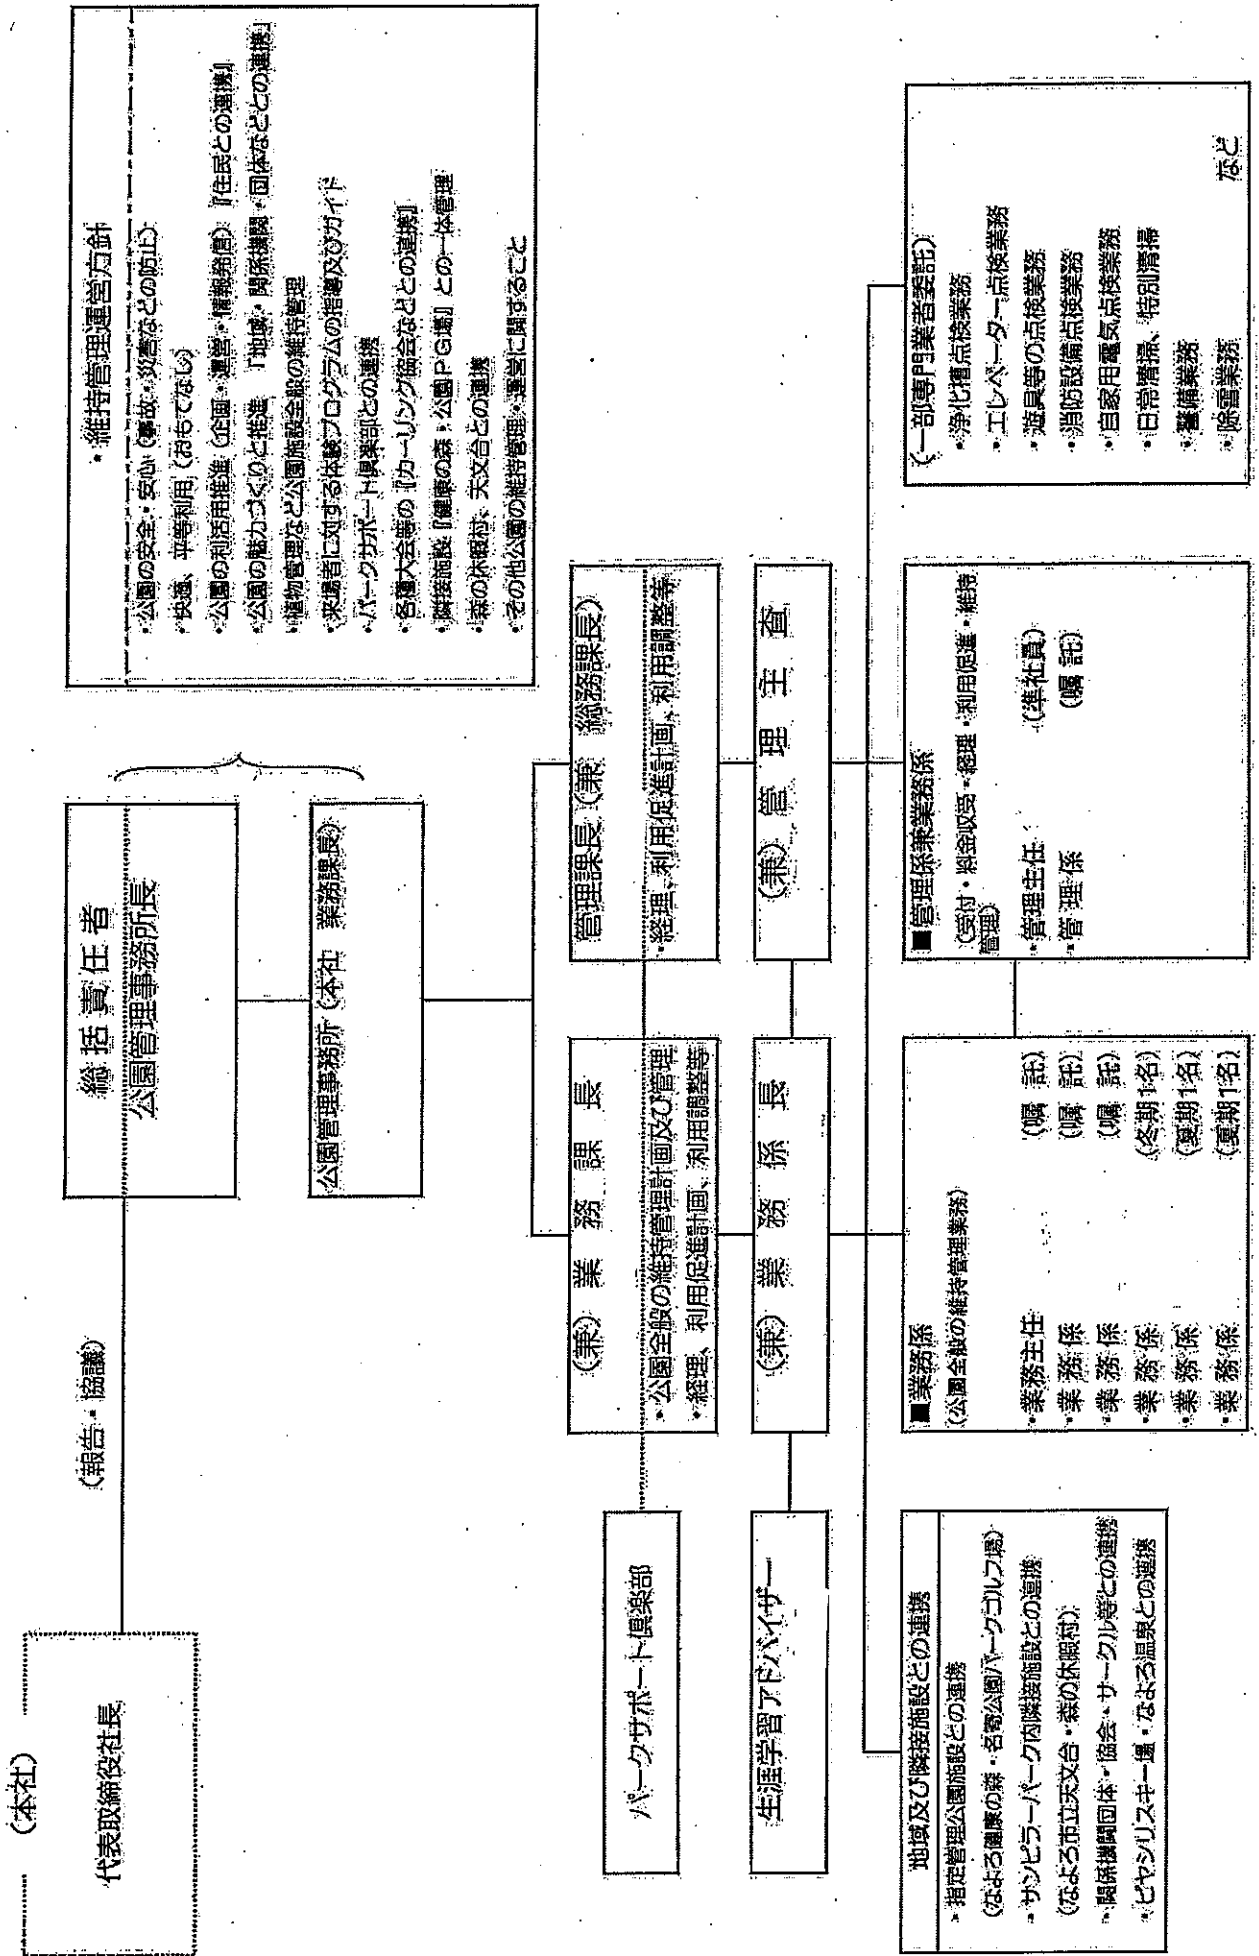 (本社)
代表取締役社長
(報告・協議)
総括責任者
公園管理事務所長
公園管理事務所(本社 業務課長)
・維持管理運営方針
・公園の安全・安心(事故・災害などの防止)
・快適、平等利用(おもてなし)
・公園の利活用推進(企画・運営・情報発信)『住民との連携』
・公園の魅力づくりと推進 『地域・関係機関・団体などとの連携』
・植物管理など公園施設全般の維持管理
・来場者に対する体験プログラムの指導及びガイド
・パークサポート倶楽部との連携
・各種大会等の『カーリング協会などとの連携』
・隣接施設『健康の森・公園PG場』との一体管理
・森の休暇村、天文台との連携
・その他公園の維持管理・運営に関すること
パークサポート倶楽部
(兼) 業務課長
・公園全般の維持管理計画及び管理
・経理、利用促進計画、利用調整等
管理課長(兼 総務課長)
・経理、利用促進計画、利用調整等
生涯学習アドバイザー
(兼) 業務係長
(兼) 管理主査
地域及び隣接施設との連携
・指定管理公園施設との連携
(なよろ健康の森・名寄公園パークゴルフ場)
・サンピラーパーク内隣接施設との連携
(なよろ市立天文台・森の休暇村)
・関係機関団体・協会・サークル等との連携
・ピヤシリスキー場・なよろ温泉との連携
■業務係
(公園全般の維持管理業務)
・業務主任 (嘱託)
・業務係 (嘱託)
・業務係 (嘱託)
・業務係 (冬期1名)
・業務係 (夏期1名)
・業務係 (夏期1名)
■管理係兼業務係
(受付・料金収受・経理・利用促進・維持
管理)
・管理主任 (準社員)
・管理係 (嘱託)
(一部専門業者委託)
・浄化槽点検業務
・エレベーター点検業務
・遊具等の点検業務
・消防設備点検業務
・自家用電気点検業務
・日常清掃、特別清掃
・警備業務
・除雪業務
など